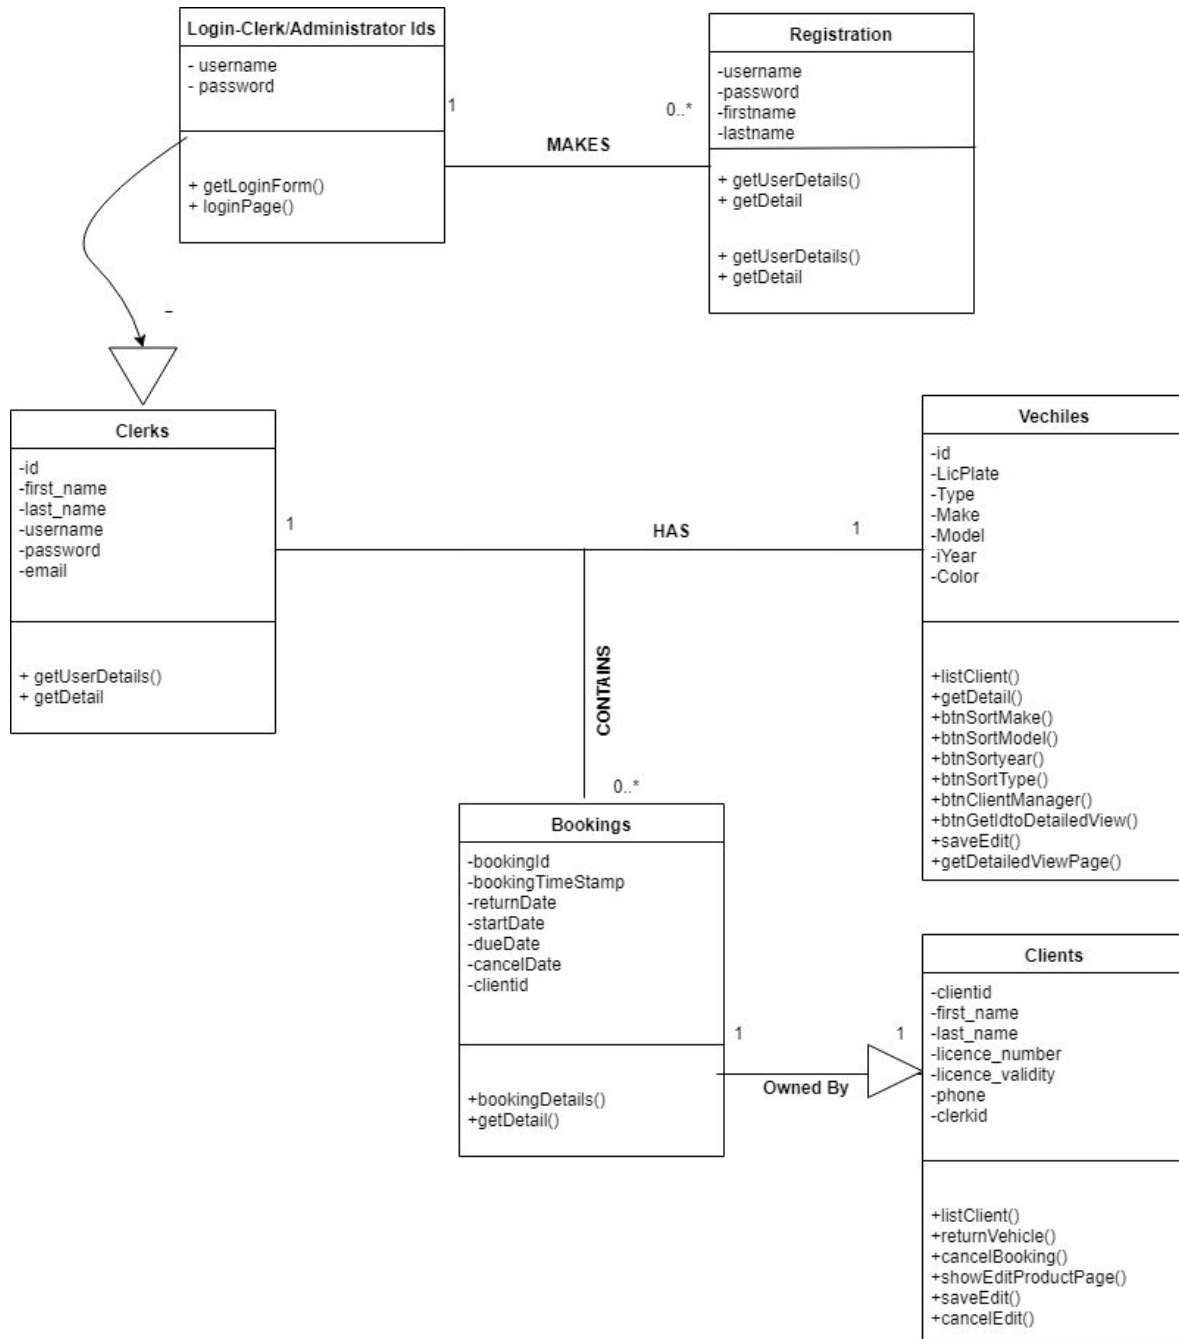 Login-Clerk/Administrator Ids
- username
- password
+ getLoginForm()
+ loginPage()
1
MAKES
0..*
Registration
-username
-password
-firstname
-lastname
+ getUserDetails()
+ getDetail
+ getUserDetails()
+ getDetail
Clerks
-id
-first_name
-last_name
-username
-password
-email
+ getUserDetails()
+ getDetail
1
HAS
1
Vechiles
-id
-LicPlate
-Type
-Make
-Model
-iYear
-Color
+listClient()
+getDetail()
+btnSortMake()
+btnSortModel()
+btnSortyear()
+btnSortType()
+btnClientManager()
+btnGetIdtoDetailedView()
+saveEdit()
+getDetailedViewPage()
CONTAINS
0..*
Bookings
-bookingId
-bookingTimeStamp
-returnDate
-startDate
-dueDate
-cancelDate
-clientid
+bookingDetails()
+getDetail()
1
Owned By
1
Clients
-clientid
-first_name
-last_name
-licence_number
-licence_validity
-phone
-clerkid
+listClient()
+returnVehicle()
+cancelBooking()
+showEditProductPage()
+saveEdit()
+cancelEdit()